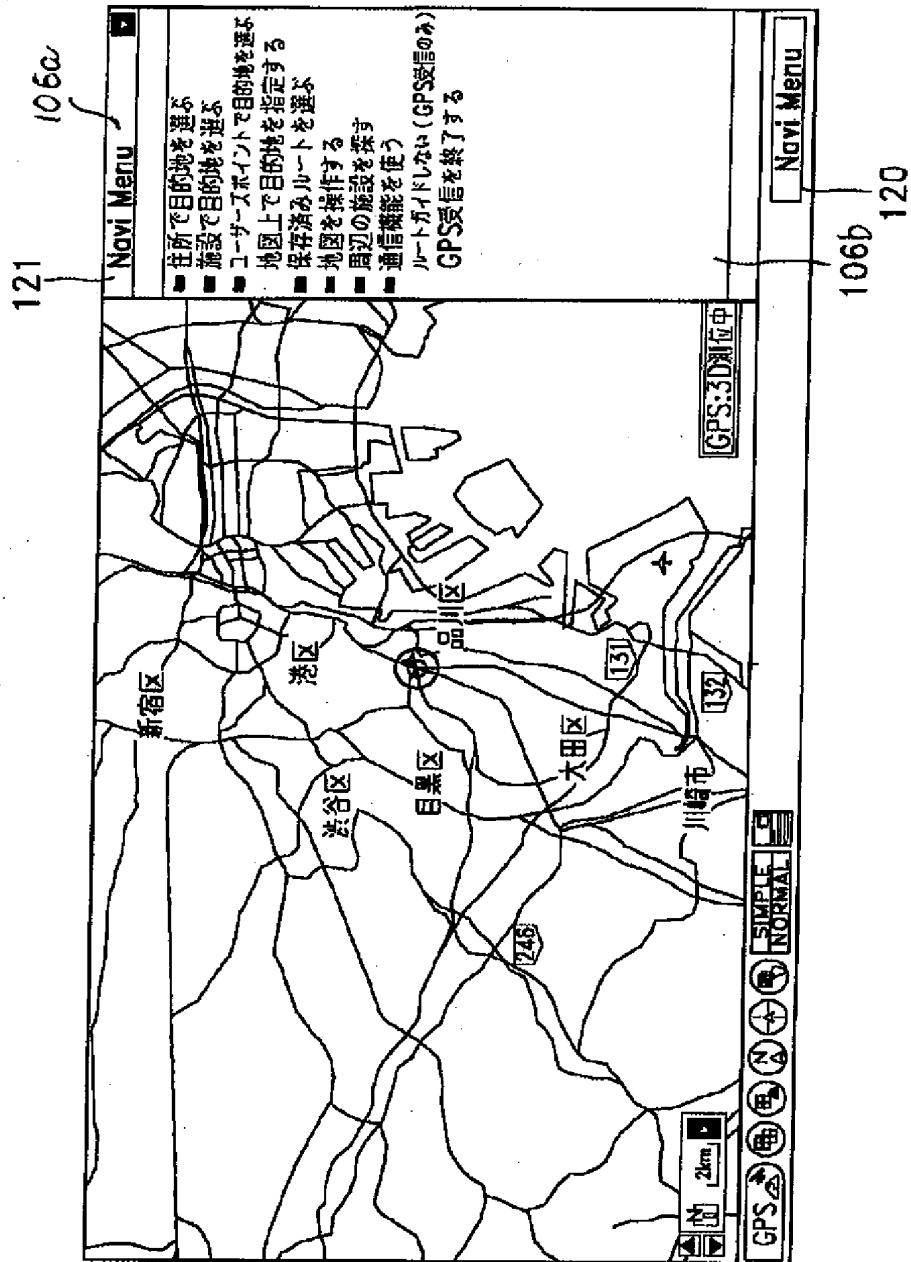 121
106a
Navi Menu
■ 住所で目的地を選ぶ
■ 施設で目的地を選ぶ
■ ユーザーズポイントで目的地を選ぶ
地図上で目的地を指定する
■ 保存済みルートを選ぶ
■ 地図を操作する
■ 周辺の施設を探す
■ 通信機能を使う
ルートガイドしない(GPS受信のみ)
GPS受信を終了する
新宿区
港区
渋谷区
品川区
目黒区
大田区
131
132
川崎市
246
GPS:3D測位中
2km
GPS
N
SIMPLE
NORMAL
Navi Menu
106b
120